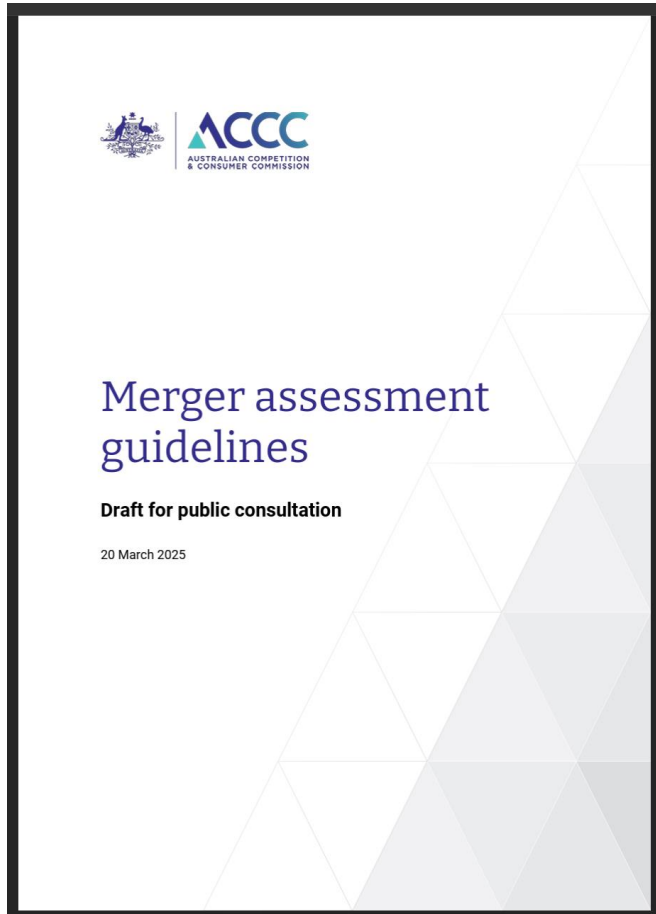 ACCC
AUSTRALIAN COMPETITION
& CONSUMER COMMISSION
Merger assessment
guidelines
Draft for public consultation
20 March 2025